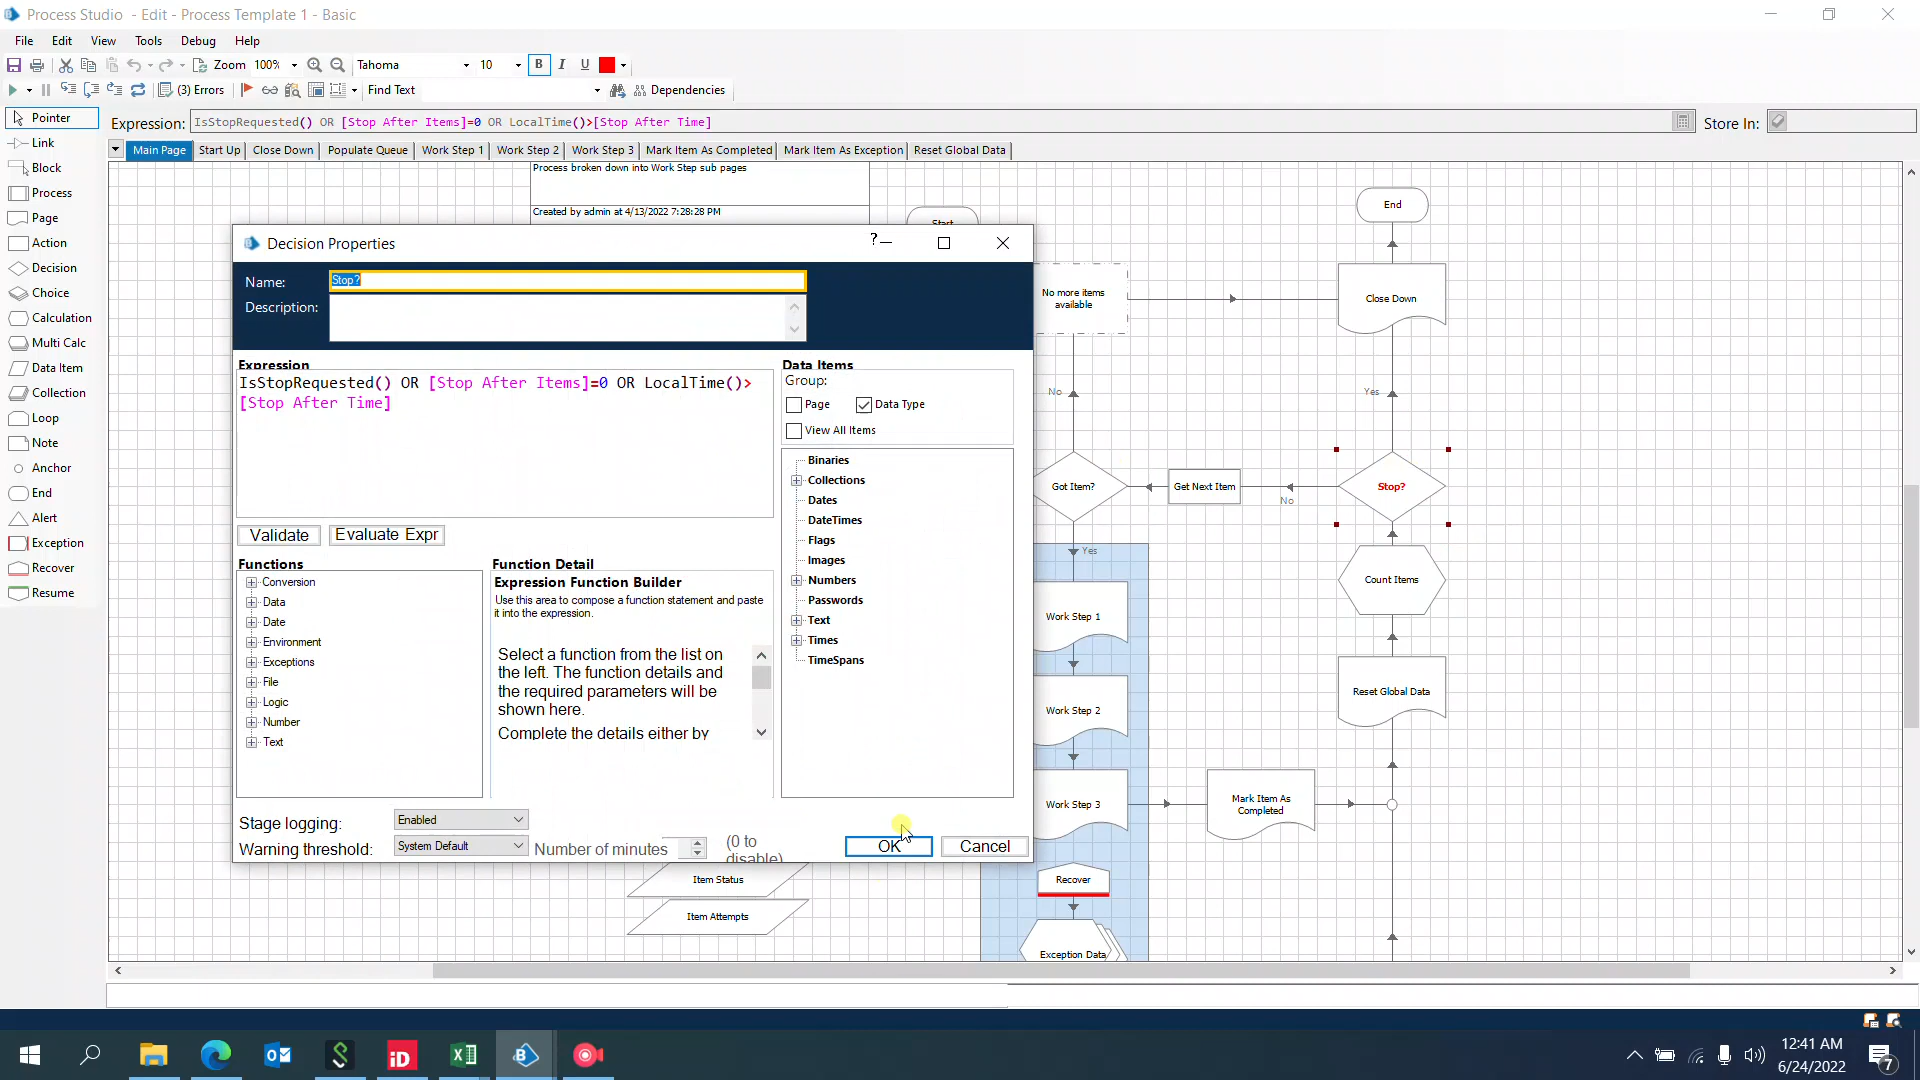 Process Studio - Edit - Process Template 1 - Basic
File Edit View Tools Debug Help
Zoom 100% Tahoma 10 B I U
(3) Errors Find Text Dependencies
Pointer
Link
Block
Process
Page
Action
Decision
Choice
Calculation
Multi Calc
Data Item
Collection
Loop
Note
Anchor
End
Alert
Exception
Recover
Resume
Expression: IsStopRequested() OR [Stop After Items]=0 OR LocalTime()>[Stop After Time] Store In:
Main Page Start Up Close Down Populate Queue Work Step 1 Work Step 2 Work Step 3 Mark Item As Completed Mark Item As Exception Reset Global Data
Process broken down into Work Step sub pages
Created by admin at 4/13/2022 7:28:28 PM
Start
Decision Properties ?
Name: Stop?
Description:
Expression
IsStopRequested() OR [Stop After Items]=0 OR LocalTime()>
[Stop After Time]
Validate Evaluate Expr
Functions
Conversion
Data
Date
Environment
Exceptions
File
Logic
Number
Text
Function Detail
Expression Function Builder
Use this area to compose a function statement and paste
it into the expression.
Select a function from the list on
the left. The function details and
the required parameters will be
shown here.
Complete the details either by
Data Items
Group:
Page Data Type
View All Items
Binaries
Collections
Dates
DateTimes
Flags
Images
Numbers
Passwords
Text
Times
TimeSpans
Stage logging: Enabled
Warning threshold: System Default Number of minutes (0 to
disable)
OK Cancel
End
No more items
available
Close Down
No
Yes
Got Item?
Get Next Item
No
Stop?
Yes
Count Items
Work Step 1
Reset Global Data
Work Step 2
Work Step 3
Mark Item As
Completed
Recover
Exception Data
Item Status
Item Attempts
iD
12:41 AM
6/24/2022
7